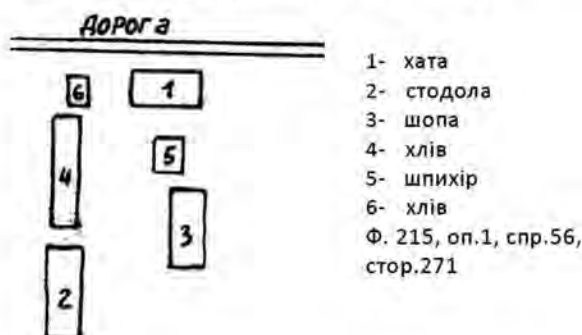 ДОРОГА
6
1
4
5
3
2
1- хата
2- стодола
3- шопа
4- хлів
5- шпихір
6- хлів
Ф. 215, оп.1, спр.56,
стор.271